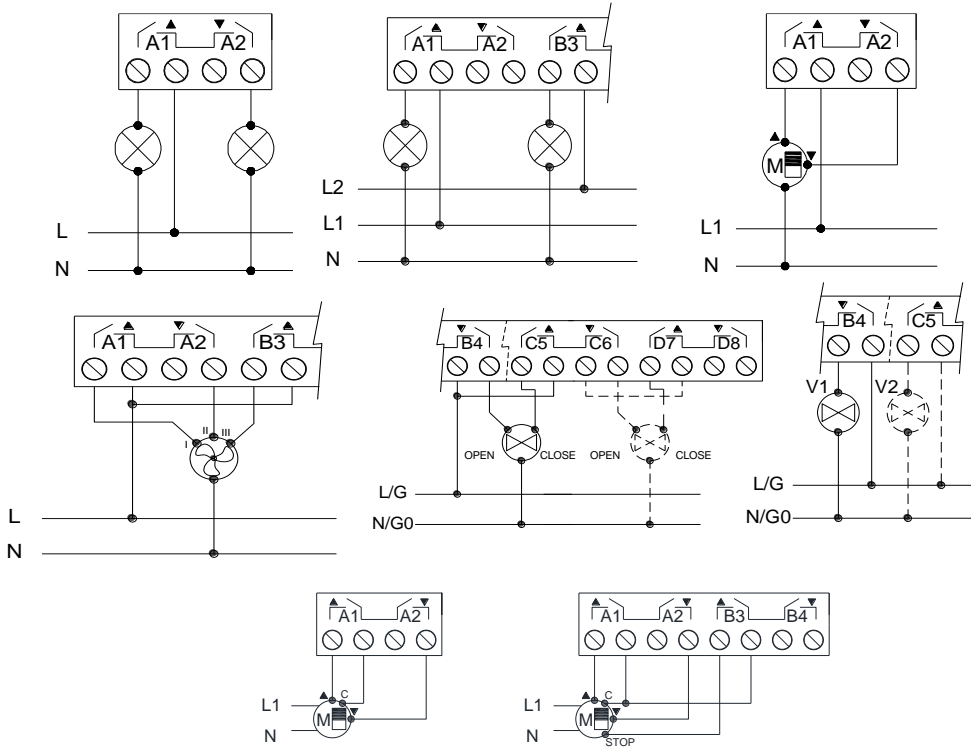 A1 A2
L
N
A1 A2 B3
L2
L1
N
A1 A2
M
L1
N
A1 A2 B3
I II III
L
N
B4 C5 C6 D7 D8
OPEN CLOSE OPEN CLOSE
L/G
N/G0
B4 C5
V1 V2
L/G
N/G0
A1 A2
C
L1
M
N
A1 A2 B3 B4
C
L1
M
N
STOP